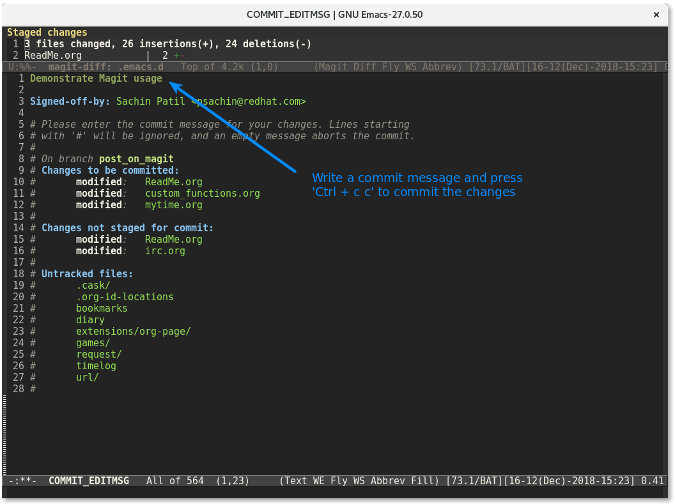 COMMIT_EDITMSG | GNU Emacs-27.0.50
Staged changes
1 3 files changed, 26 insertions(+), 24 deletions(-)
2 ReadMe.org | 2 +-
U:%%- magit-diff: .emacs.d Top of 4.2k (1,0) (Magit Diff Fly WS Abbrev) [73.1/BAT][16-12(Dec)-2018-15:23]
1 Demonstrate Magit usage
2
3 Signed-off-by: Sachin Patil <psachin@redhat.com>
4
5 # Please enter the commit message for your changes. Lines starting
6 # with '#' will be ignored, and an empty message aborts the commit.
7 #
8 # On branch post_on_magit
9 # Changes to be committed:
10 # modified: ReadMe.org
11 # modified: custom_functions.org
12 # modified: mytime.org
13 #
14 # Changes not staged for commit:
15 # modified: ReadMe.org
16 # modified: irc.org
17 #
18 # Untracked files:
19 # .cask/
20 # .org-id-locations
21 # bookmarks
22 # diary
23 # extensions/org-page/
24 # games/
25 # request/
26 # timelog
27 # url/
28 #
Write a commit message and press
'Ctrl + c c' to commit the changes
-:**- COMMIT_EDITMSG All of 564 (1,23) (Text WE Fly WS Abbrev Fill) [73.1/BAT][16-12(Dec)-2018-15:23] 0.41